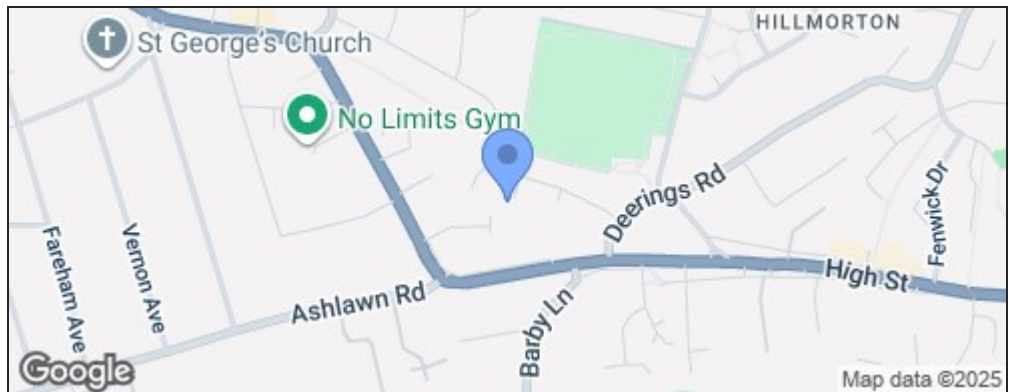 HILLMORTON
St George's Church
No Limits Gym
Deerings Rd
Fenwick Dr
Fareham Ave
Vernon Ave
Ashlawn Rd
Barby Ln
High St
Google
Map data ©2025